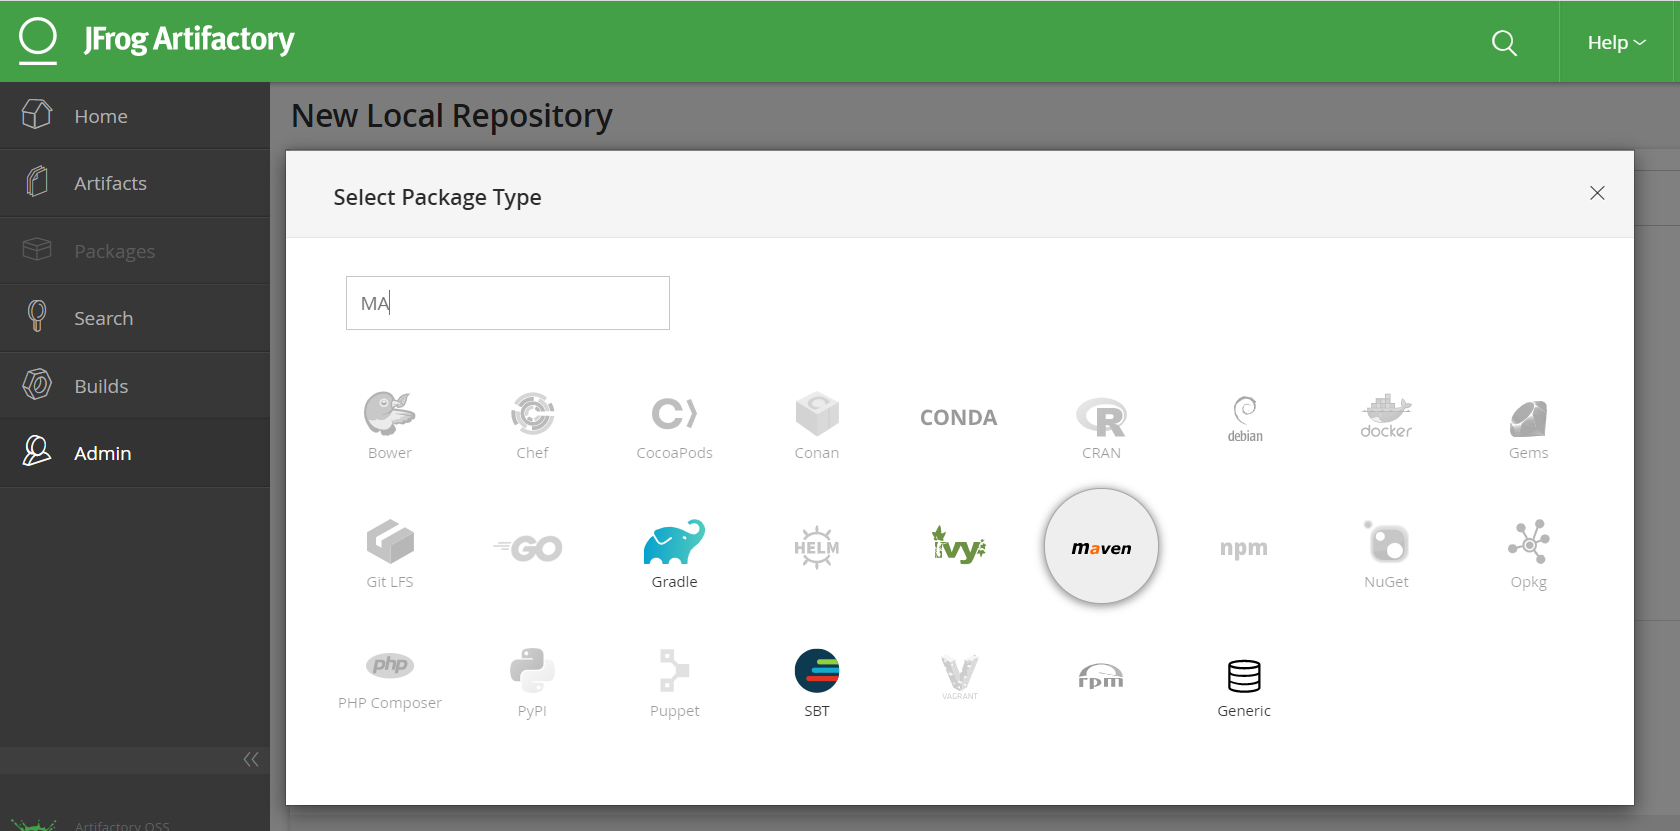 JFrog Artifactory
Help
Home
Artifacts
Packages
Search
Builds
Admin
Artifactory OSS
New Local Repository
Select Package Type
MA
Bower
Chef
C
CocoaPods
C
Conan
CONDA
R
CRAN
debian
docker
Gems
Git LFS
GO
Gradle
HELM
ivy
maven
npm
NuGet
Opkg
php
PHP Composer
PyPI
Puppet
SBT
V
VAGRANT
rpm
Generic